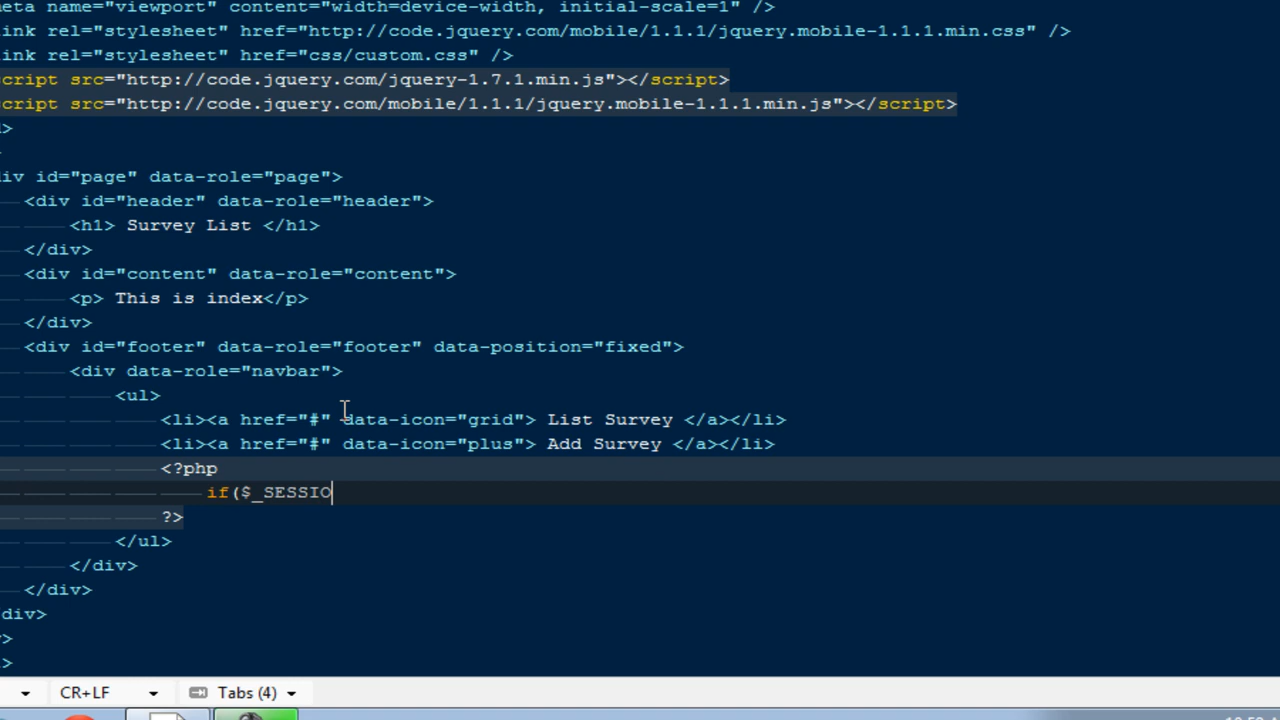 eta name="viewport" content="width=device-width, initial-scale=1" />
ink rel="stylesheet" href="http://code.jquery.com/mobile/1.1.1/jquery.mobile-1.1.1.min.css" />
ink rel="stylesheet" href="css/custom.css" />
cript src="http://code.jquery.com/jquery-1.7.1.min.js"></script>
cript src="http://code.jquery.com/mobile/1.1.1/jquery.mobile-1.1.1.min.js"></script>
>
iv id="page" data-role="page">
<div id="header" data-role="header">
<h1> Survey List </h1>
</div>
<div id="content" data-role="content">
<p> This is index</p>
</div>
<div id="footer" data-role="footer" data-position="fixed">
<div data-role="navbar">
<ul>
<li><a href="#" data-icon="grid"> List Survey </a></li>
<li><a href="#" data-icon="plus"> Add Survey </a></li>
<?php
if($_SESSIO
?>
</ul>
</div>
</div>
div>
>
>
CR+LF Tabs (4)